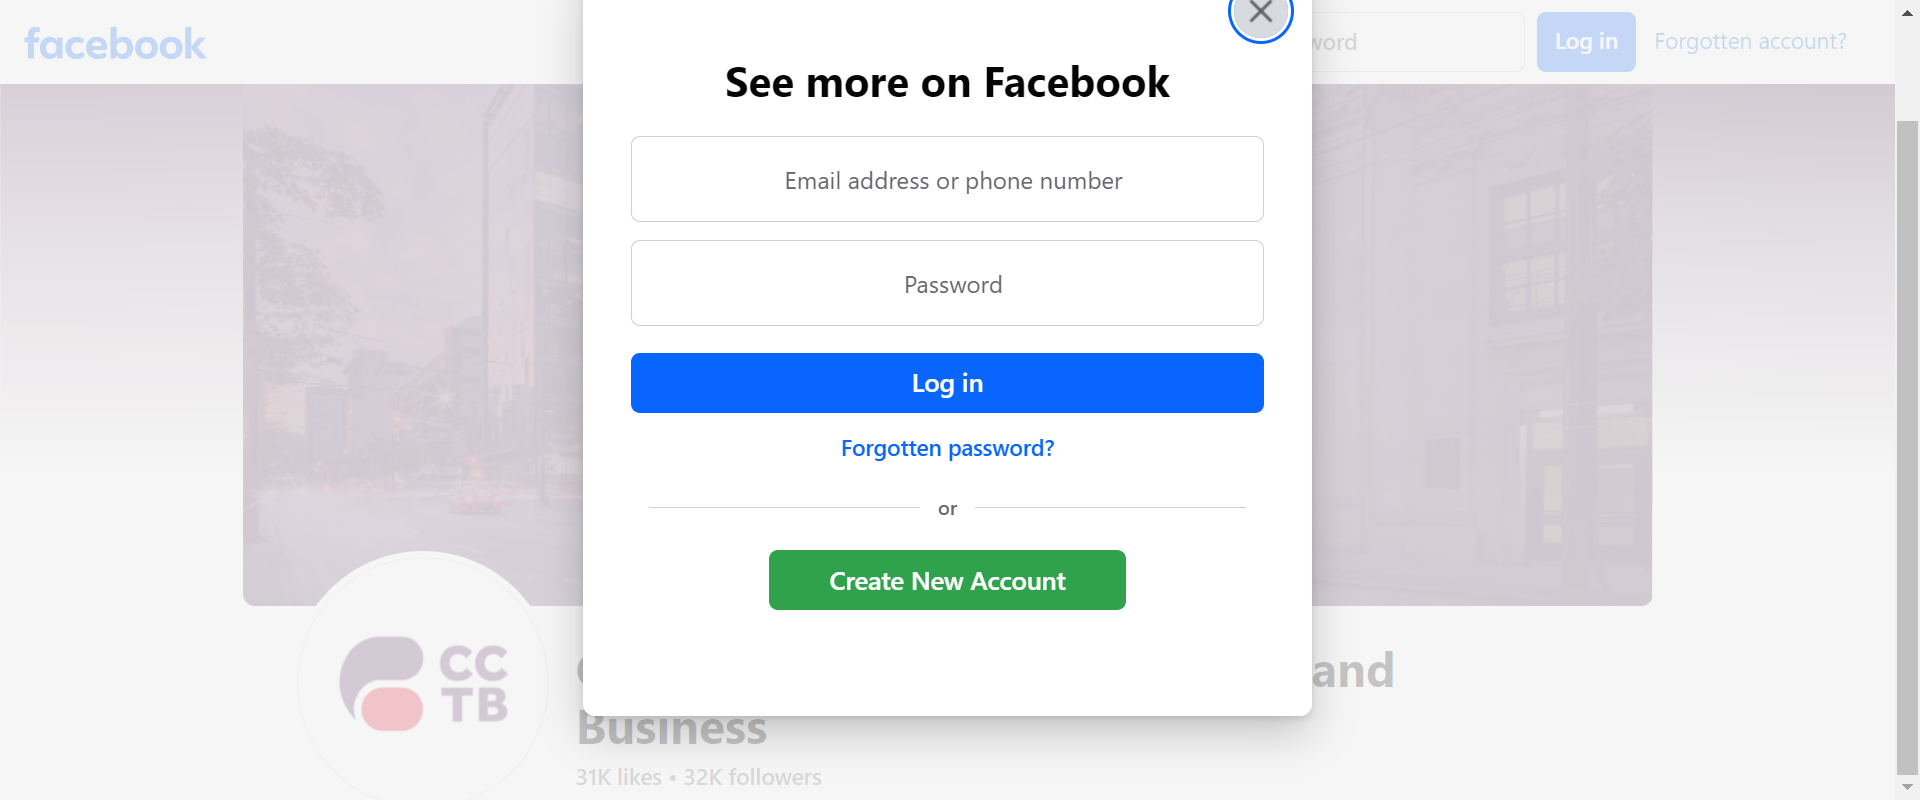 facebook
word
Log in
Forgotten account?
See more on Facebook
Email address or phone number
Password
Log in
Forgotten password?
or
Create New Account
CC
TB
and
Business
31K likes • 32K followers